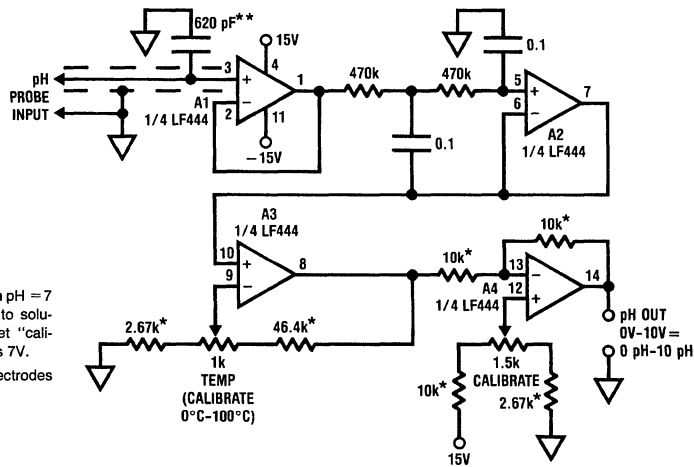 620 pF**
15V
0.1
3
4
pH
1
470k
470k
5
7
PROBE
6
INPUT
A1
2
11
A2
1/4 LF444
1/4 LF444
−15V
0.1
A3
1/4 LF444
10k*
10
8
10k*
13
14
9
A4
12
n pH = 7
1/4 LF444
to solu-
pH OUT
et "cali-
2.67k*
46.4k*
0V–10V =
s 7V.
0 pH–10 pH
1k
1.5k
ectrodes
TEMP
CALIBRATE
(CALIBRATE
10k*
2.67k*
0°C–100°C)
15V